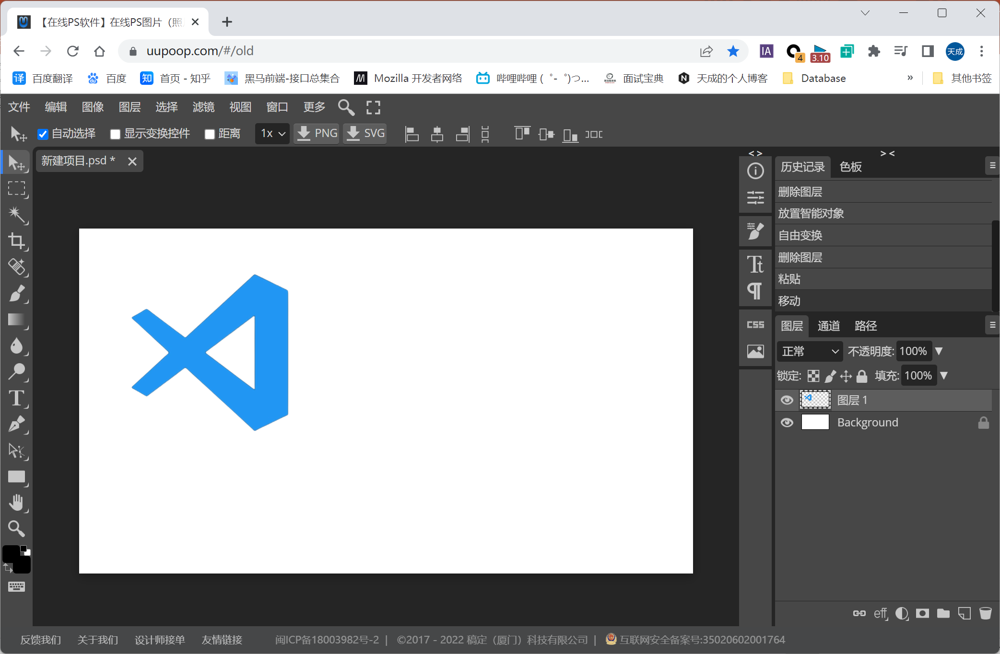 【在线PS软件】在线PS图片（照
uupoop.com/#/old
IA
4
3.10
天成
译 百度翻译
du 百度
知 首页 - 知乎
黑马前端-接口总集合
M Mozilla 开发者网络
哔哩哔哩 (゜-゜)つ...
面试宝典
N 天成的个人博客
Database
»
其他书签
文件 编辑 图像 图层 选择 滤镜 视图 窗口 更多
自动选择 显示变换控件 距离 1x PNG SVG
新建项目.psd *
< >
> <
历史记录 色板
删除图层
放置智能对象
自由变换
删除图层
粘贴
移动
Tt
¶
CSS
T
图层 通道 路径
正常 不透明度: 100%
锁定: 填充: 100%
图层 1
Background
eff
反馈我们 关于我们 设计师接单 友情链接 闽ICP备18003982号-2 | ©2017 - 2022 稿定（厦门）科技有限公司 | 互联网安全备案号:35020602001764